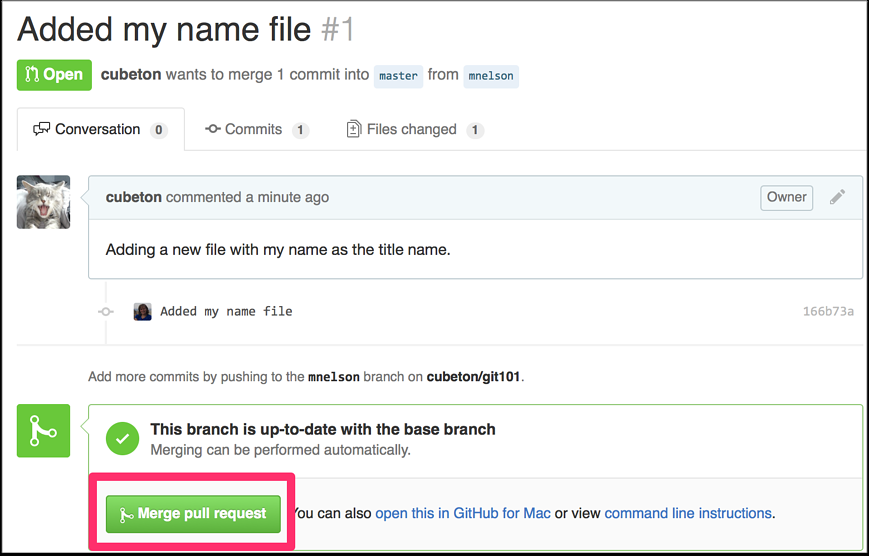 Added my name file #1
Open cubeton wants to merge 1 commit into master from mnelson
Conversation 0 Commits 1 Files changed 1
cubeton commented a minute ago Owner
Adding a new file with my name as the title name.
Added my name file 166b73a
Add more commits by pushing to the mnelson branch on cubeton/git101.
This branch is up-to-date with the base branch
Merging can be performed automatically.
Merge pull request You can also open this in GitHub for Mac or view command line instructions.